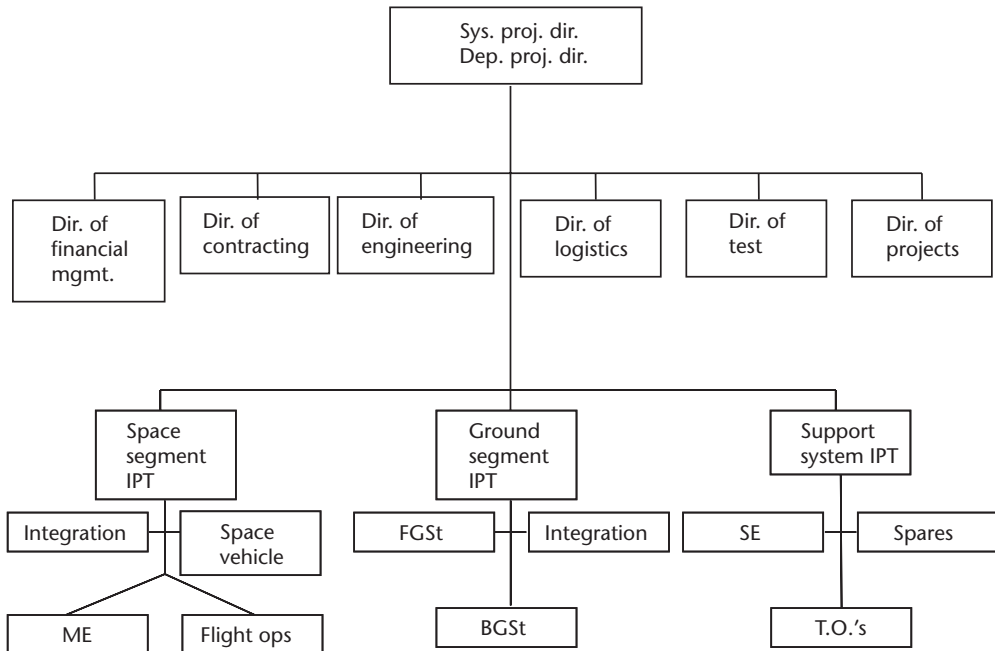 Sys. proj. dir.
Dep. proj. dir.
Dir. of
financial
mgmt.
Dir. of
contracting
Dir. of
engineering
Dir. of
logistics
Dir. of
test
Dir. of
projects
Space
segment
IPT
Ground
segment
IPT
Support
system IPT
Integration
Space
vehicle
FGSt
Integration
SE
Spares
ME
Flight ops
BGSt
T.O.'s